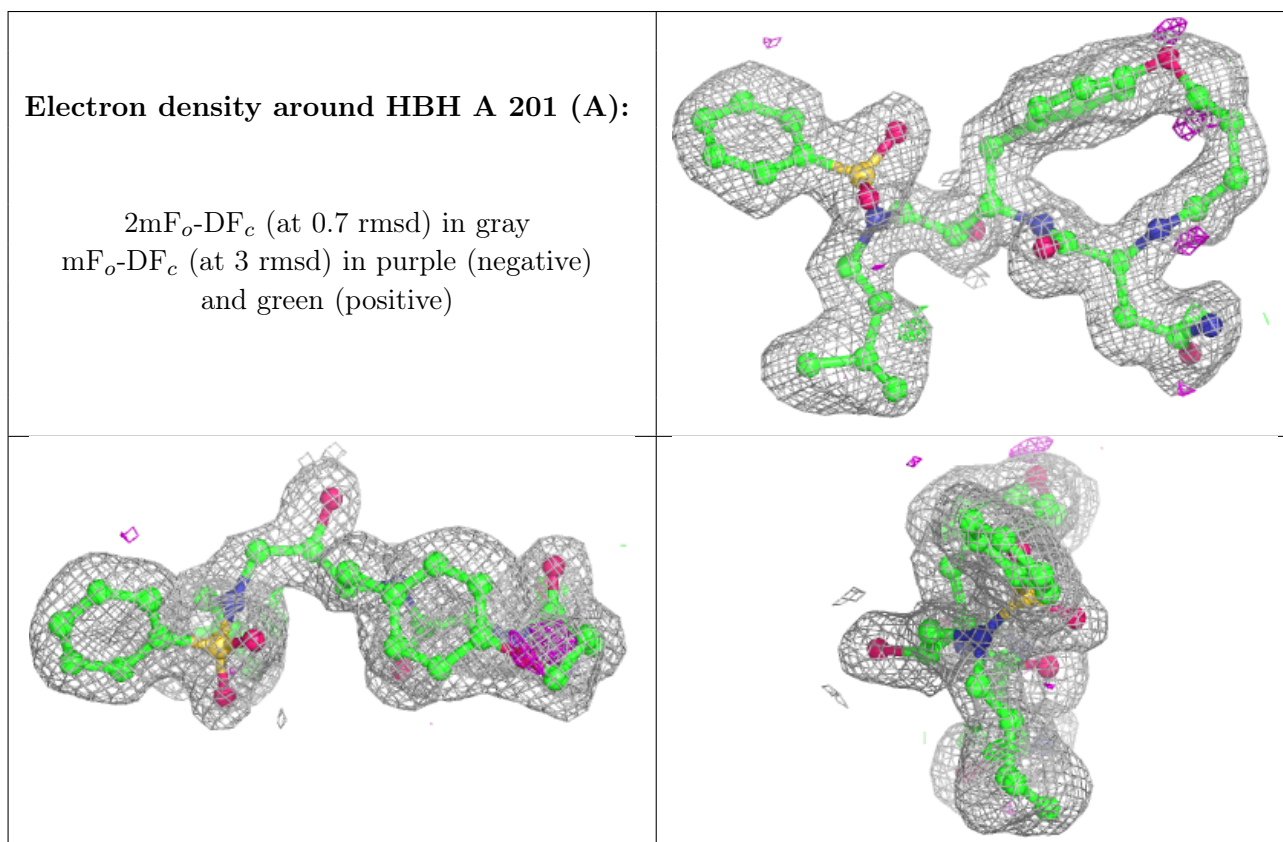 Electron density around HBH A 201 (A):
2mFₒ-DF𝒸 (at 0.7 rmsd) in gray
mFₒ-DF𝒸 (at 3 rmsd) in purple (negative)
and green (positive)